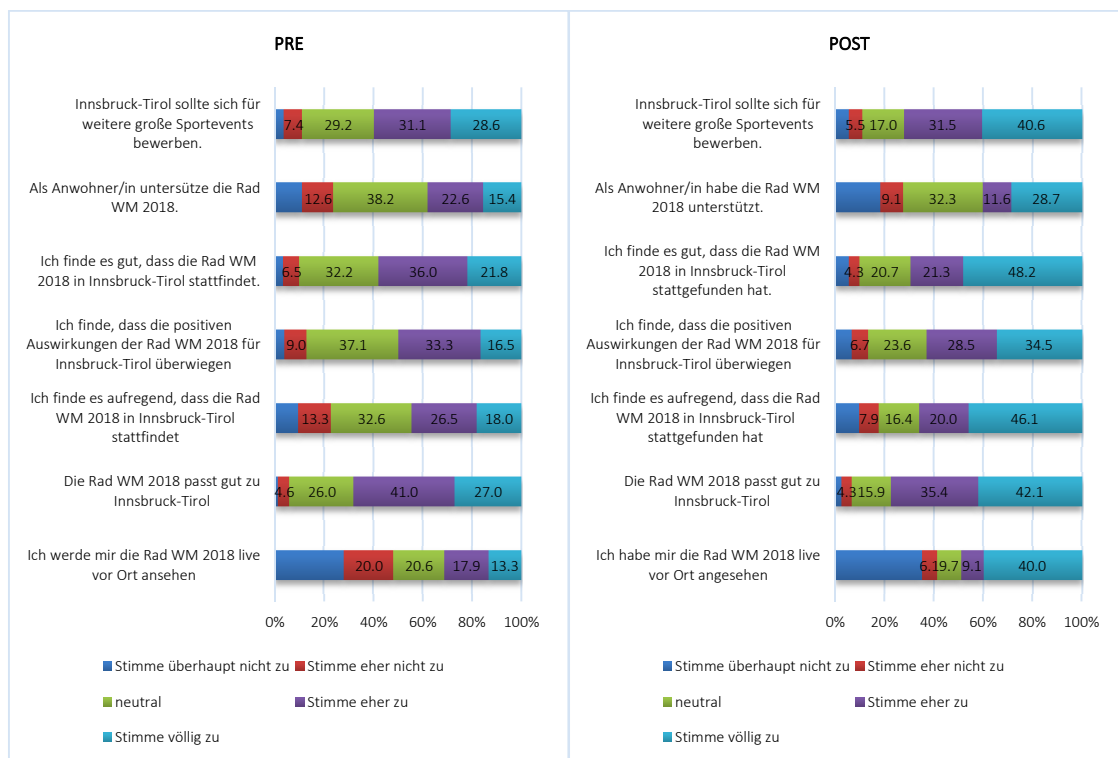 PRE
Innsbruck-Tirol sollte sich für
weitere große Sportevents
bewerben.
7.4 29.2 31.1 28.6
Als Anwohner/in untersütze die Rad
WM 2018.
12.6 38.2 22.6 15.4
Ich finde es gut, dass die Rad WM
2018 in Innsbruck-Tirol stattfindet.
6.5 32.2 36.0 21.8
Ich finde, dass die positiven
Auswirkungen der Rad WM 2018 für
Innsbruck-Tirol überwiegen
9.0 37.1 33.3 16.5
Ich finde es aufregend, dass die Rad
WM 2018 in Innsbruck-Tirol
stattfindet
13.3 32.6 26.5 18.0
Die Rad WM 2018 passt gut zu
Innsbruck-Tirol
4.6 26.0 41.0 27.0
Ich werde mir die Rad WM 2018 live
vor Ort ansehen
20.0 20.6 17.9 13.3
0% 20% 40% 60% 80% 100%
Stimme überhaupt nicht zu Stimme eher nicht zu
neutral Stimme eher zu
Stimme völlig zu
POST
Innsbruck-Tirol sollte sich für
weitere große Sportevents
bewerben.
5.5 17.0 31.5 40.6
Als Anwohner/in habe die Rad WM
2018 unterstützt.
9.1 32.3 11.6 28.7
Ich finde es gut, dass die Rad WM
2018 in Innsbruck-Tirol
stattgefunden hat.
4.3 20.7 21.3 48.2
Ich finde, dass die positiven
Auswirkungen der Rad WM 2018 für
Innsbruck-Tirol überwiegen
6.7 23.6 28.5 34.5
Ich finde es aufregend, dass die Rad
WM 2018 in Innsbruck-Tirol
stattgefunden hat
7.9 16.4 20.0 46.1
Die Rad WM 2018 passt gut zu
Innsbruck-Tirol
4.3 15.9 35.4 42.1
Ich habe mir die Rad WM 2018 live
vor Ort angesehen
6.1 9.7 9.1 40.0
0% 20% 40% 60% 80% 100%
Stimme überhaupt nicht zu Stimme eher nicht zu
neutral Stimme eher zu
Stimme völlig zu